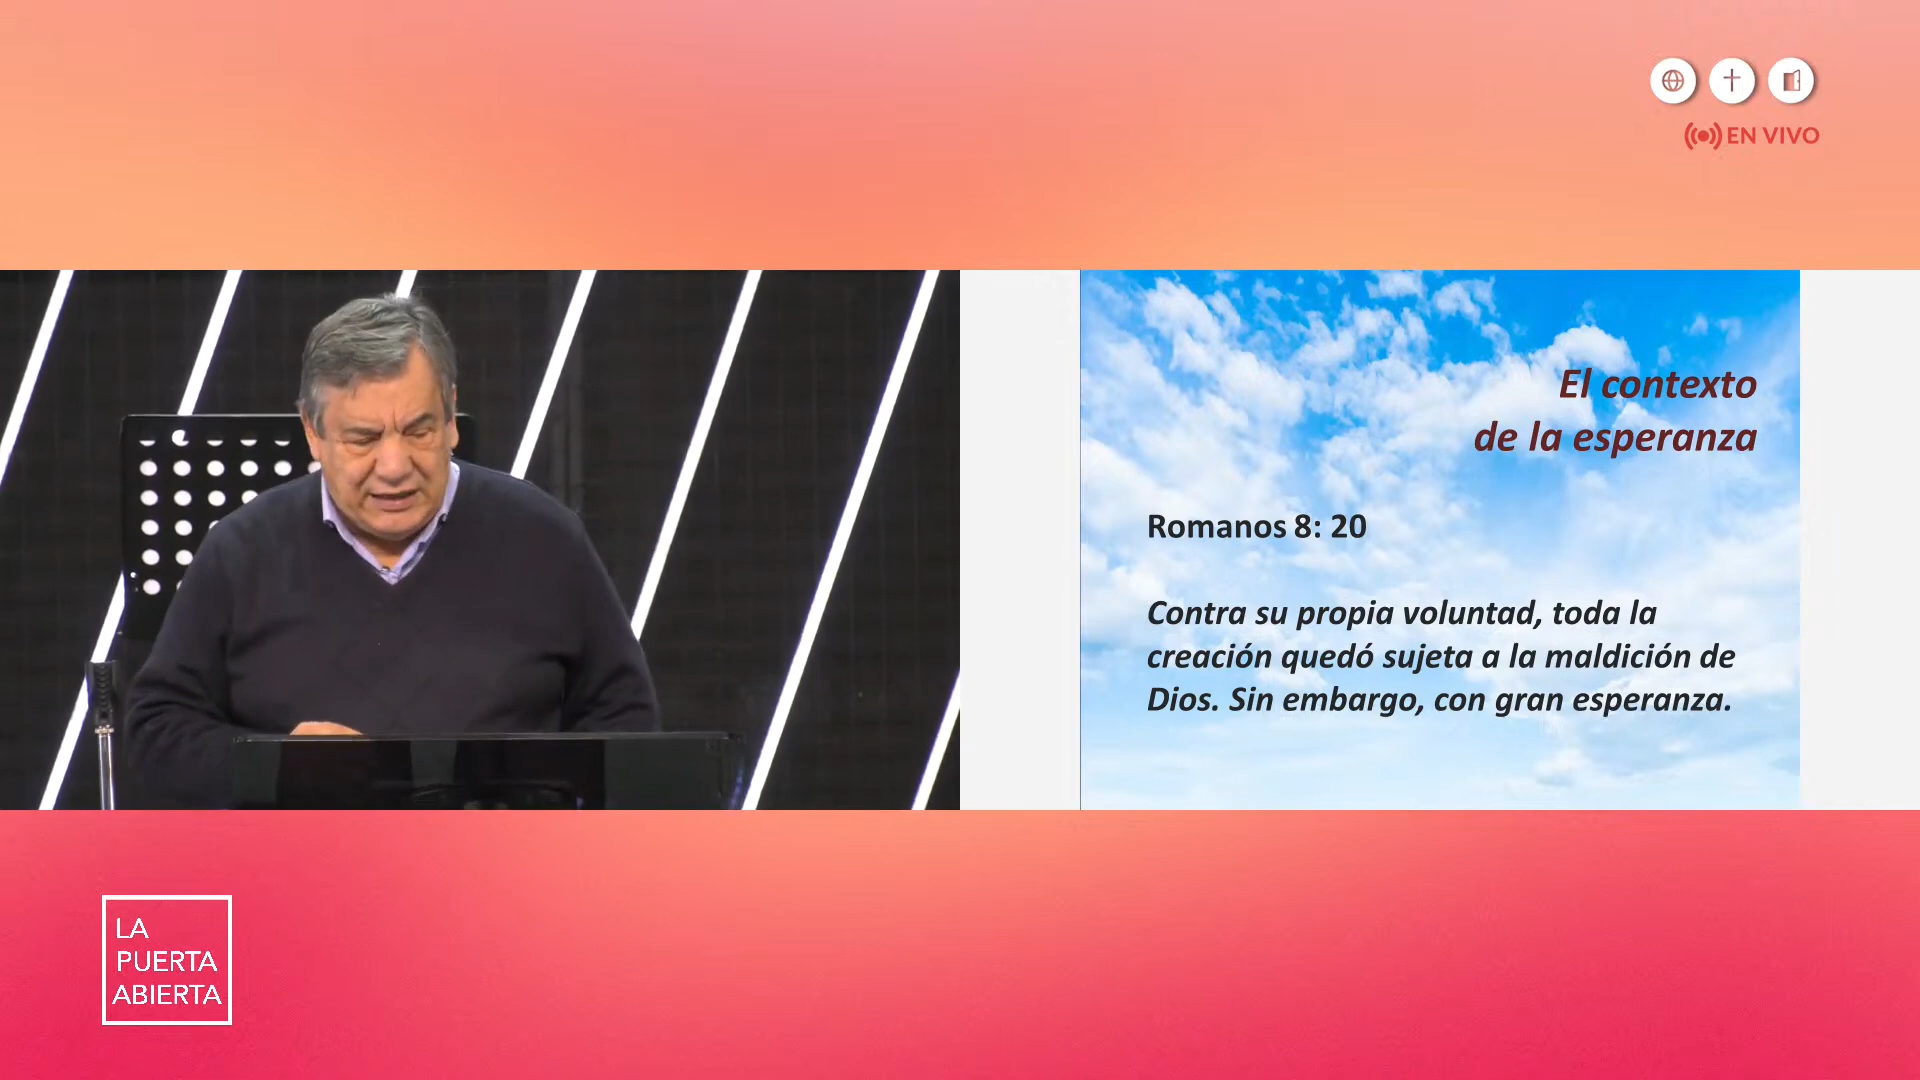 EN VIVO
El contexto
de la esperanza
Romanos 8: 20
Contra su propia voluntad, toda la
creación quedó sujeta a la maldición de
Dios. Sin embargo, con gran esperanza.
LA
PUERTA
ABIERTA